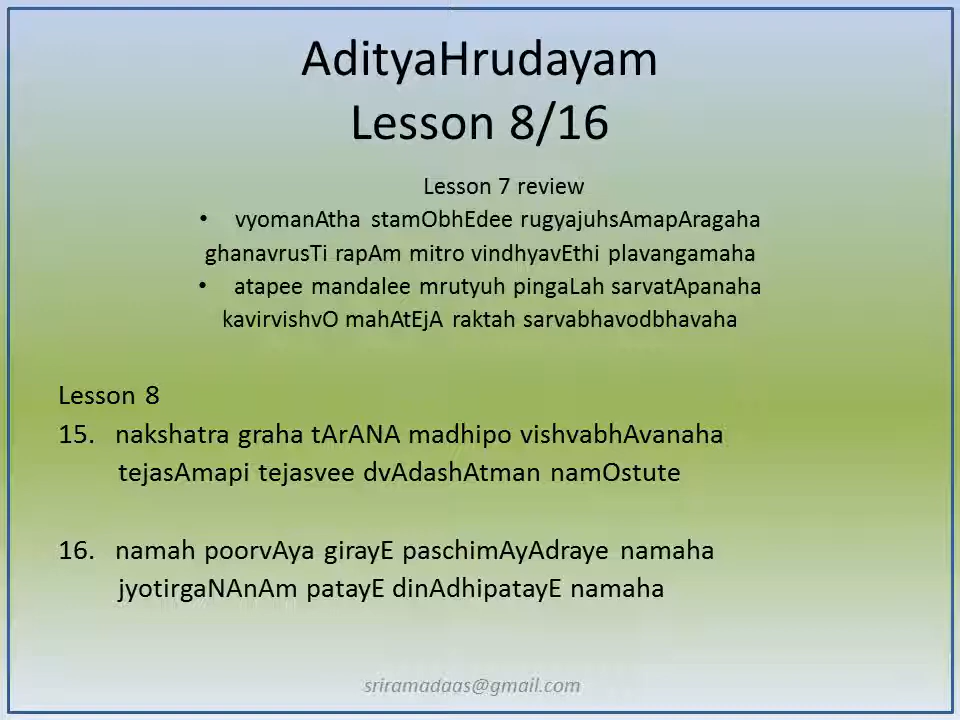 AdityaHrudayam
Lesson 8/16
Lesson 7 review
• vyomanAtha stamObhEdee rugyajuhsAmapAragaha
ghanavrusTi rapAm mitro vindhyavEthi plavangamaha
• atapee mandalee mrutyuh pingaLah sarvatApanaha
kavirvishvO mahAtEjA raktah sarvabhavodbhavaha
Lesson 8
15. nakshatra graha tArANA madhipo vishvabhAvanaha
tejasAmapi tejasvee dvAdashAtman namOstute
16. namah poorvAya girayE paschimAyAdraye namaha
jyotirgaNAnAm patayE dinAdhipatayE namaha
sriramadaas@gmail.com